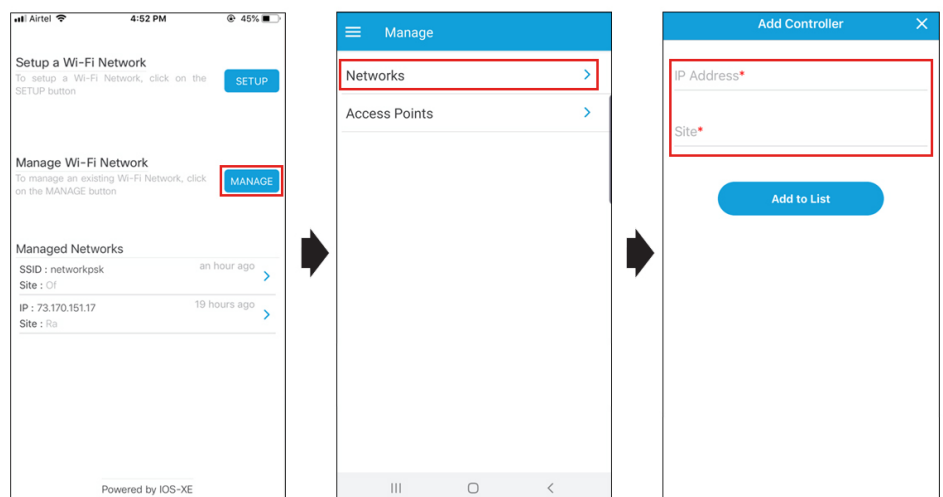 Airtel 4:52 PM 45%
Setup a Wi-Fi Network
To setup a Wi-Fi Network, click on the
SETUP button
SETUP
Manage Wi-Fi Network
To manage an existing Wi-Fi Network, click
on the MANAGE button
MANAGE
Managed Networks
SSID : networkpsk an hour ago
Site : Of
IP : 73.170.151.17 19 hours ago
Site : Ra
Powered by IOS-XE
Manage
Networks
Access Points
Add Controller
IP Address*
Site*
Add to List